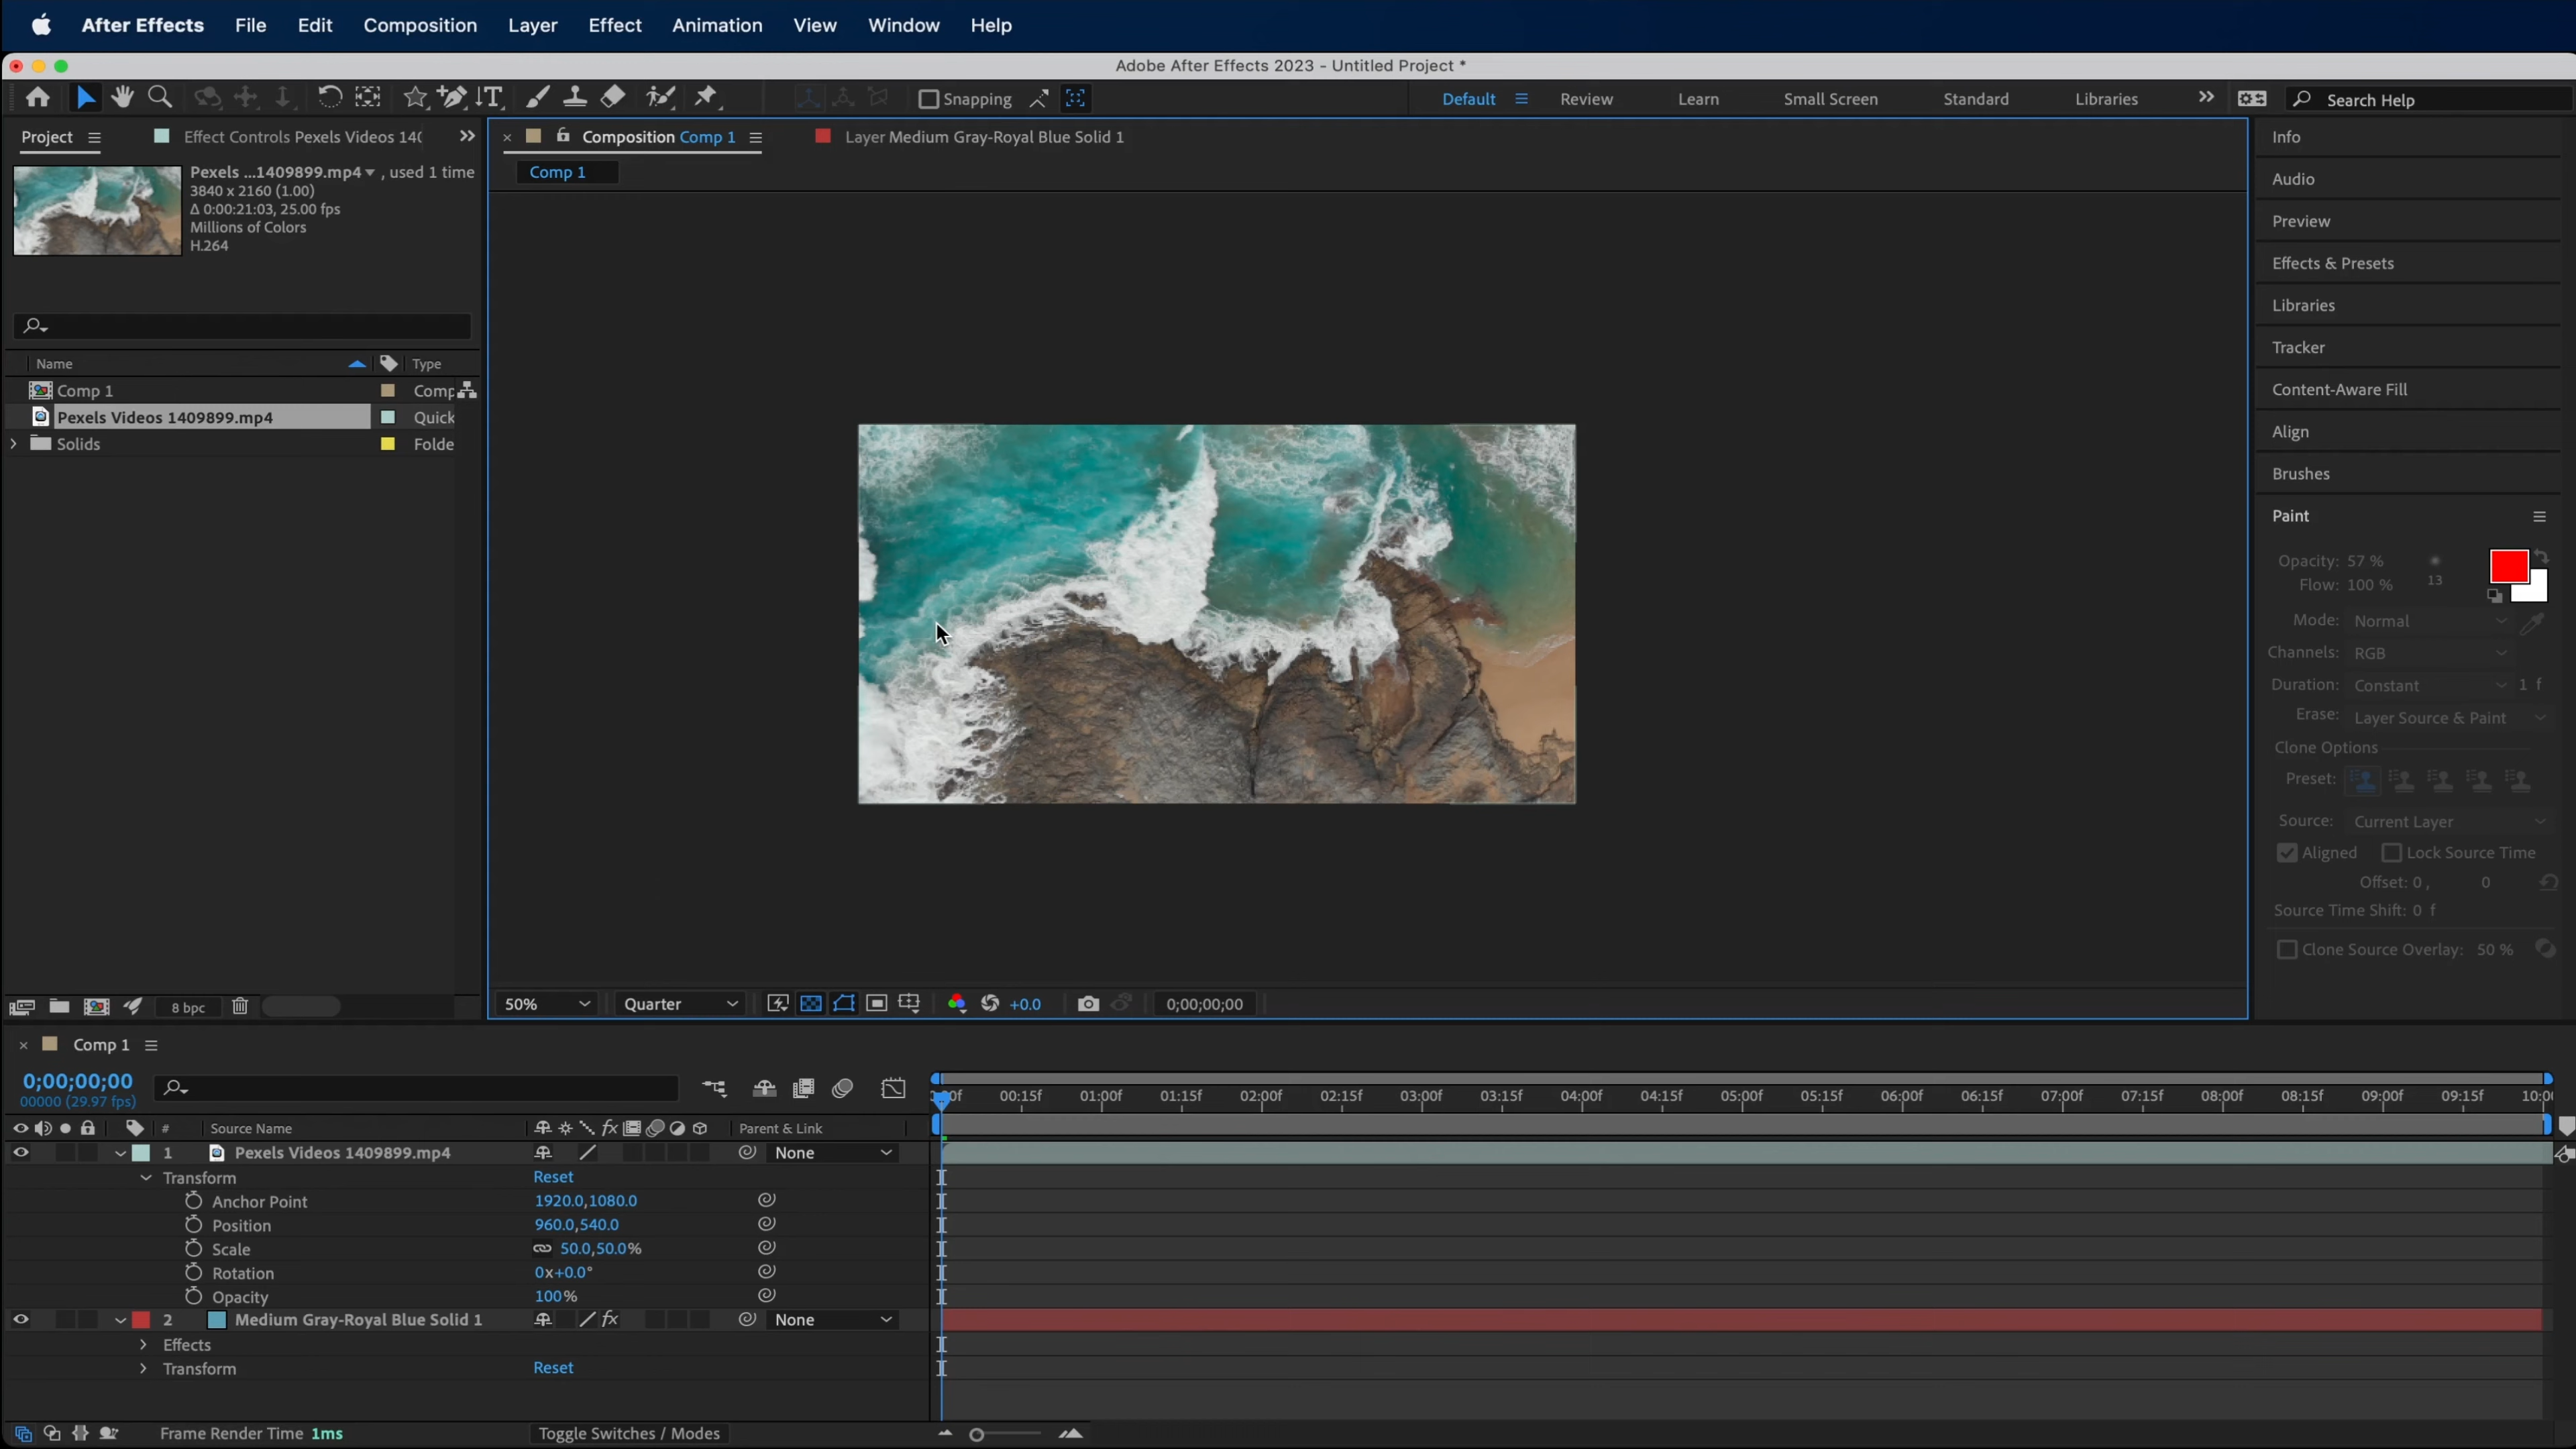 After Effects File Edit Composition Layer Effect Animation View Window Help
Adobe After Effects 2023 - Untitled Project *
Snapping Default Review Learn Small Screen Standard Libraries Search Help
Project Effect Controls Pexels Videos 140
Composition Comp 1 Layer Medium Gray-Royal Blue Solid 1
Comp 1
Pexels ...1409899.mp4 , used 1 time
3840 x 2160 (1.00)
Δ 0:00:21:03, 25.00 fps
Millions of Colors
H.264
Name Type
Comp 1 Comp
Pexels Videos 1409899.mp4 Quick
Solids Folde
8 bpc
50% Quarter +0.0 0;00;00;00
Info
Audio
Preview
Effects & Presets
Libraries
Tracker
Content-Aware Fill
Align
Brushes
Paint
Opacity: 57 %
Flow: 100 % 13
Mode: Normal
Channels: RGB
Duration: Constant 1 f
Erase: Layer Source & Paint
Clone Options
Preset:
Source: Current Layer
Aligned Lock Source Time
Offset: 0 , 0
Source Time Shift: 0 f
Clone Source Overlay: 50 %
Comp 1
0;00;00;00
00000 (29.97 fps)
00f 00:15f 01:00f 01:15f 02:00f 02:15f 03:00f 03:15f 04:00f 04:15f 05:00f 05:15f 06:00f 06:15f 07:00f 07:15f 08:00f 08:15f 09:00f 09:15f 10:0
# Source Name fx Parent & Link
1 Pexels Videos 1409899.mp4 None
Transform Reset
Anchor Point 1920.0,1080.0
Position 960.0,540.0
Scale 50.0,50.0%
Rotation 0x+0.0°
Opacity 100%
2 Medium Gray-Royal Blue Solid 1 fx None
Effects
Transform Reset
Frame Render Time 1ms Toggle Switches / Modes